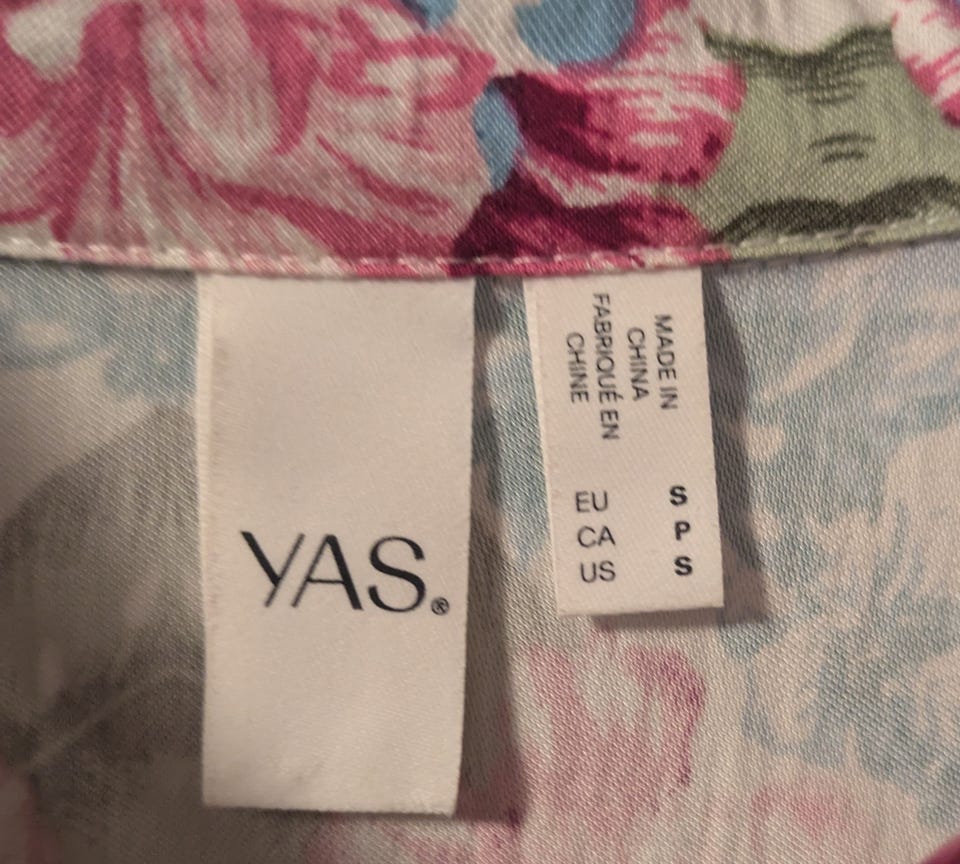 YAS.®
MADE IN
CHINA
FABRIQUÉ EN
CHINE
EU S
CA P
US S